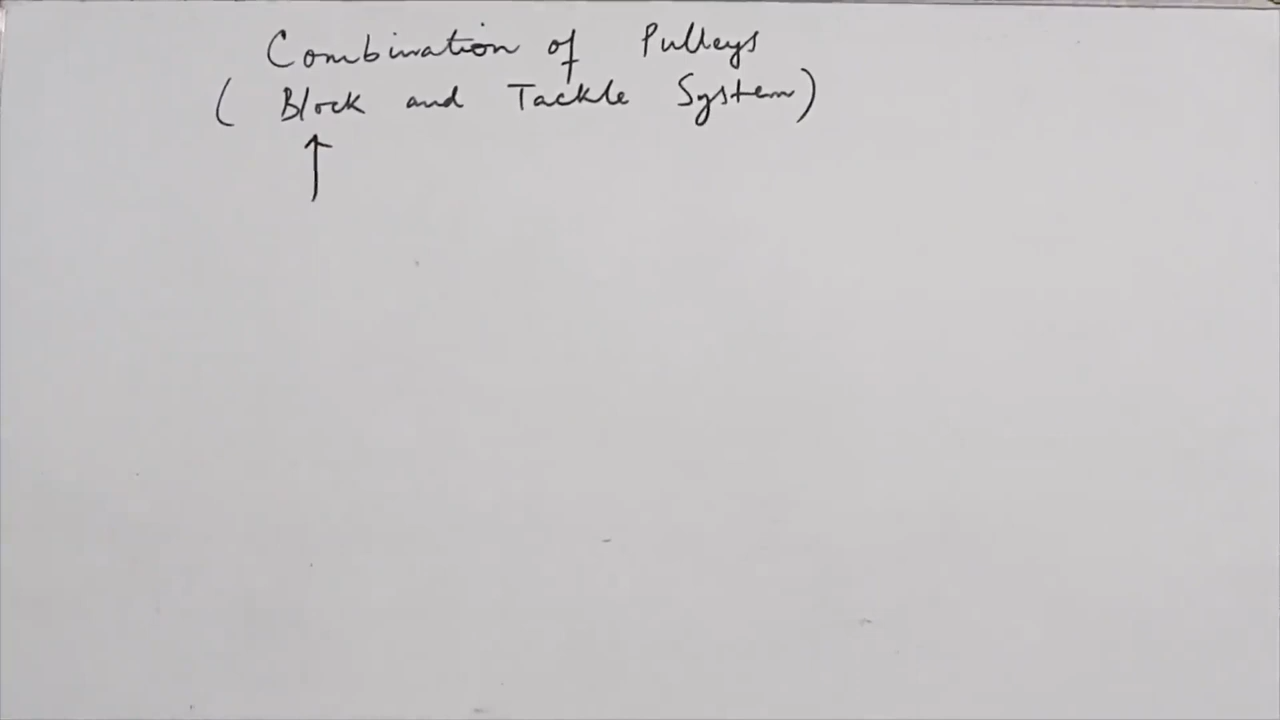 Combination of Pulleys
( Block and Tackle System)